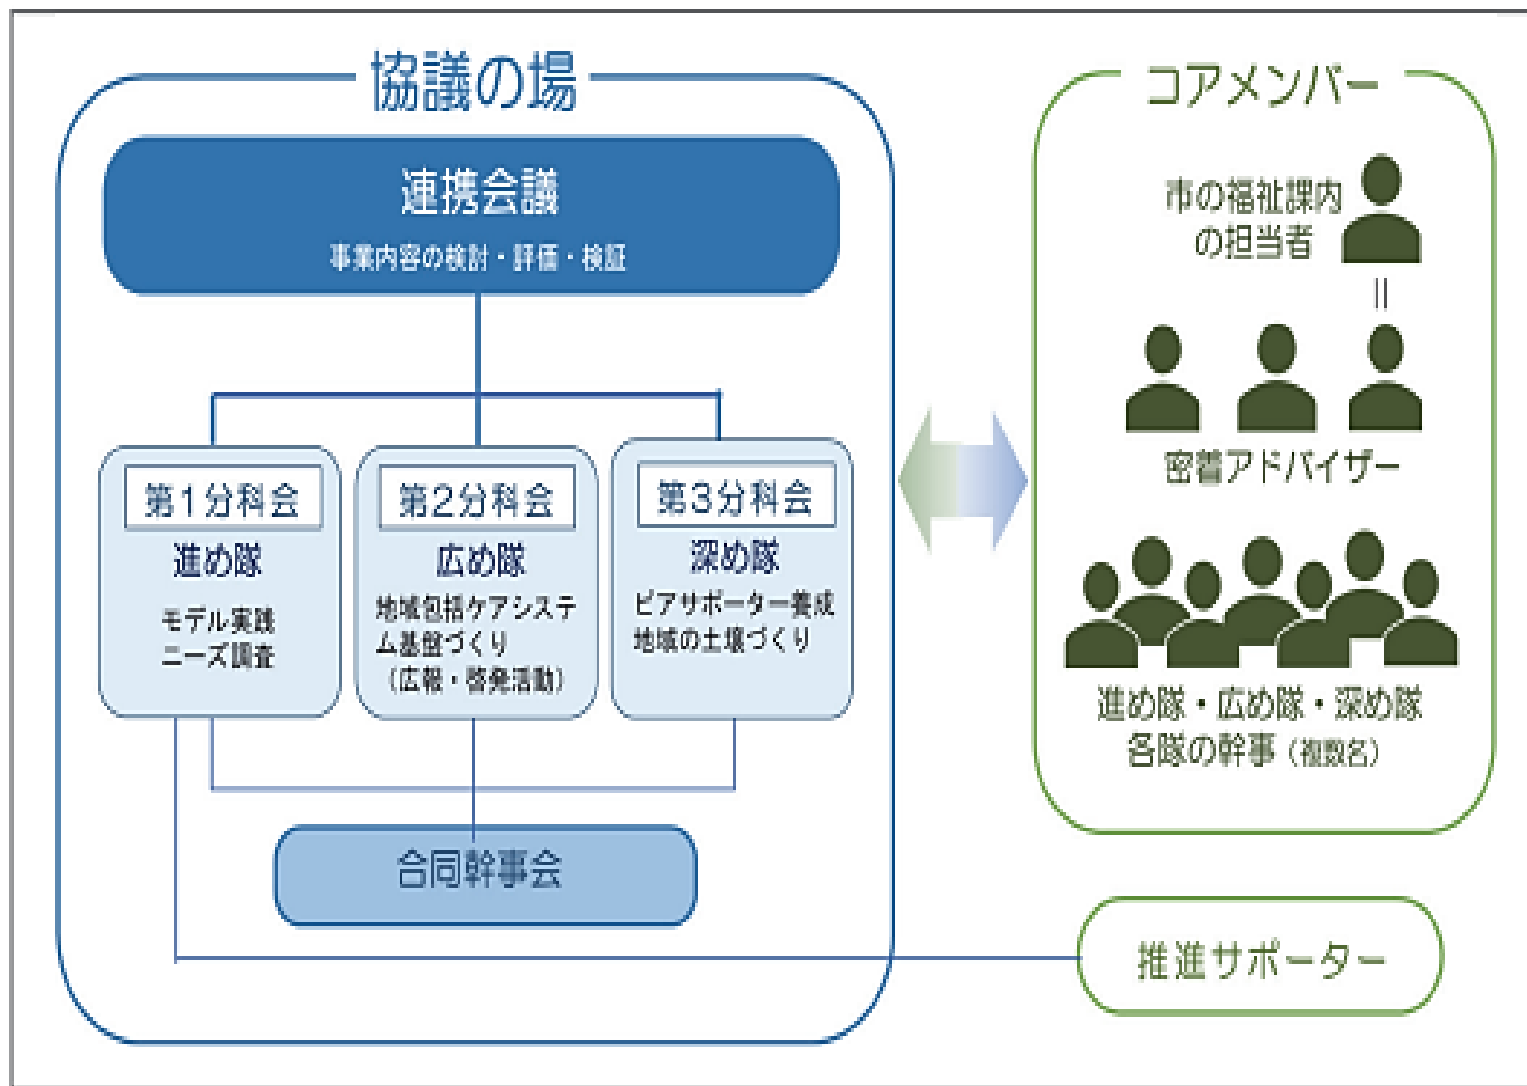 協議の場
連携会議
事業内容の検討・評価・検証
第1分科会
進め隊
モデル実践
ニーズ調査
第2分科会
広め隊
地域包括ケアシステ
ム基盤づくり
（広報・啓発活動）
第3分科会
深め隊
ピアサポーター養成
地域の土壌づくり
合同幹事会
コアメンバー
市の福祉課内
の担当者
密着アドバイザー
進め隊・広め隊・深め隊
各隊の幹事（複数名）
推進サポーター